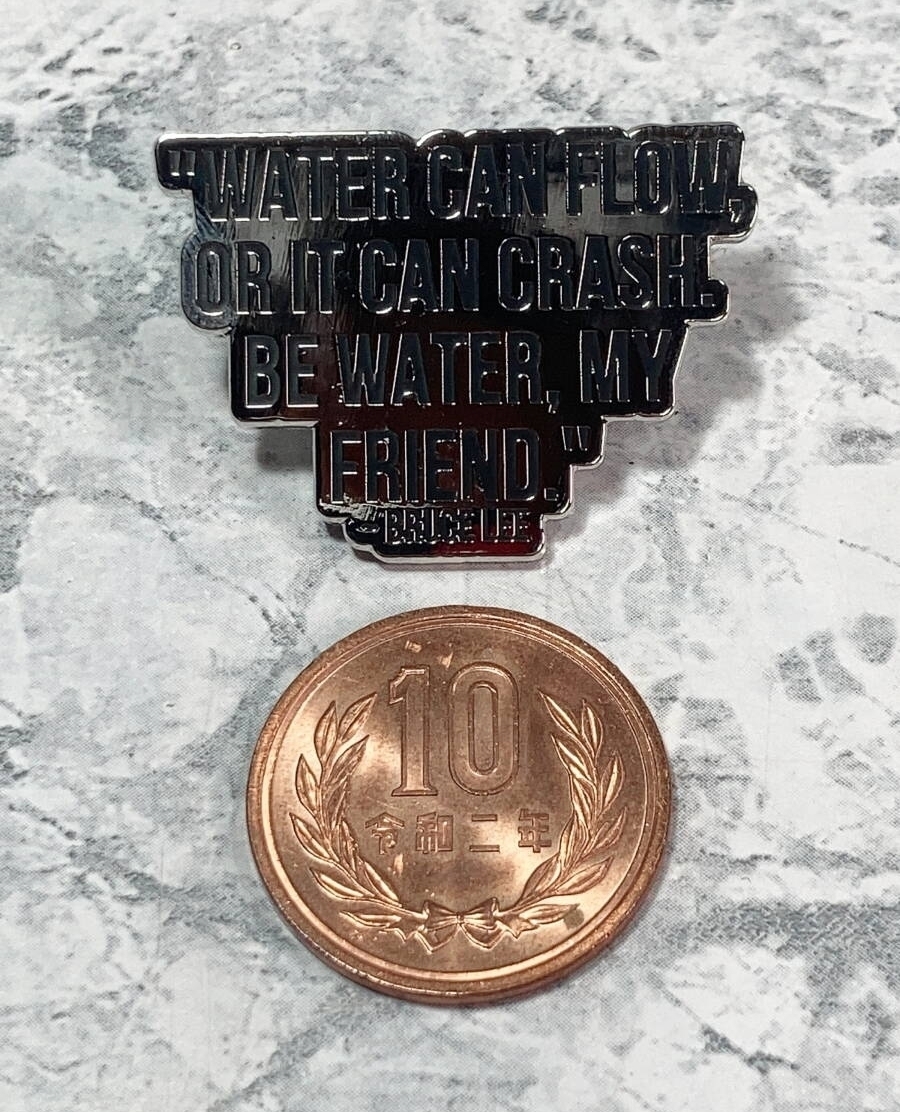 "WATER CAN FLOW,
OR IT CAN CRASH.
BE WATER, MY
FRIEND."
-BRUCE LEE
10
令和二年